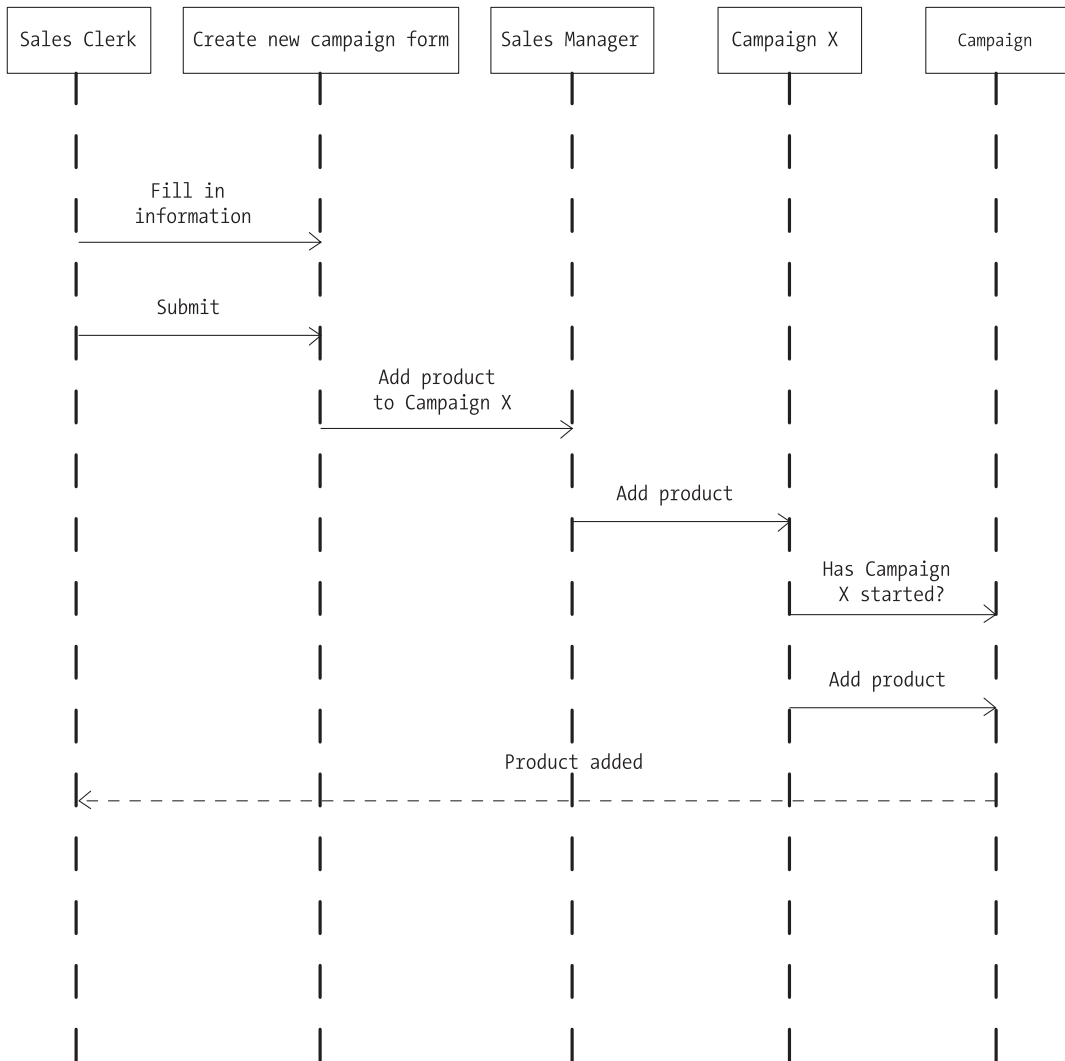 Sales Clerk
Create new campaign form
Sales Manager
Campaign X
Campaign
Fill in
information
Submit
Add product
to Campaign X
Add product
Has Campaign
X started?
Add product
Product added